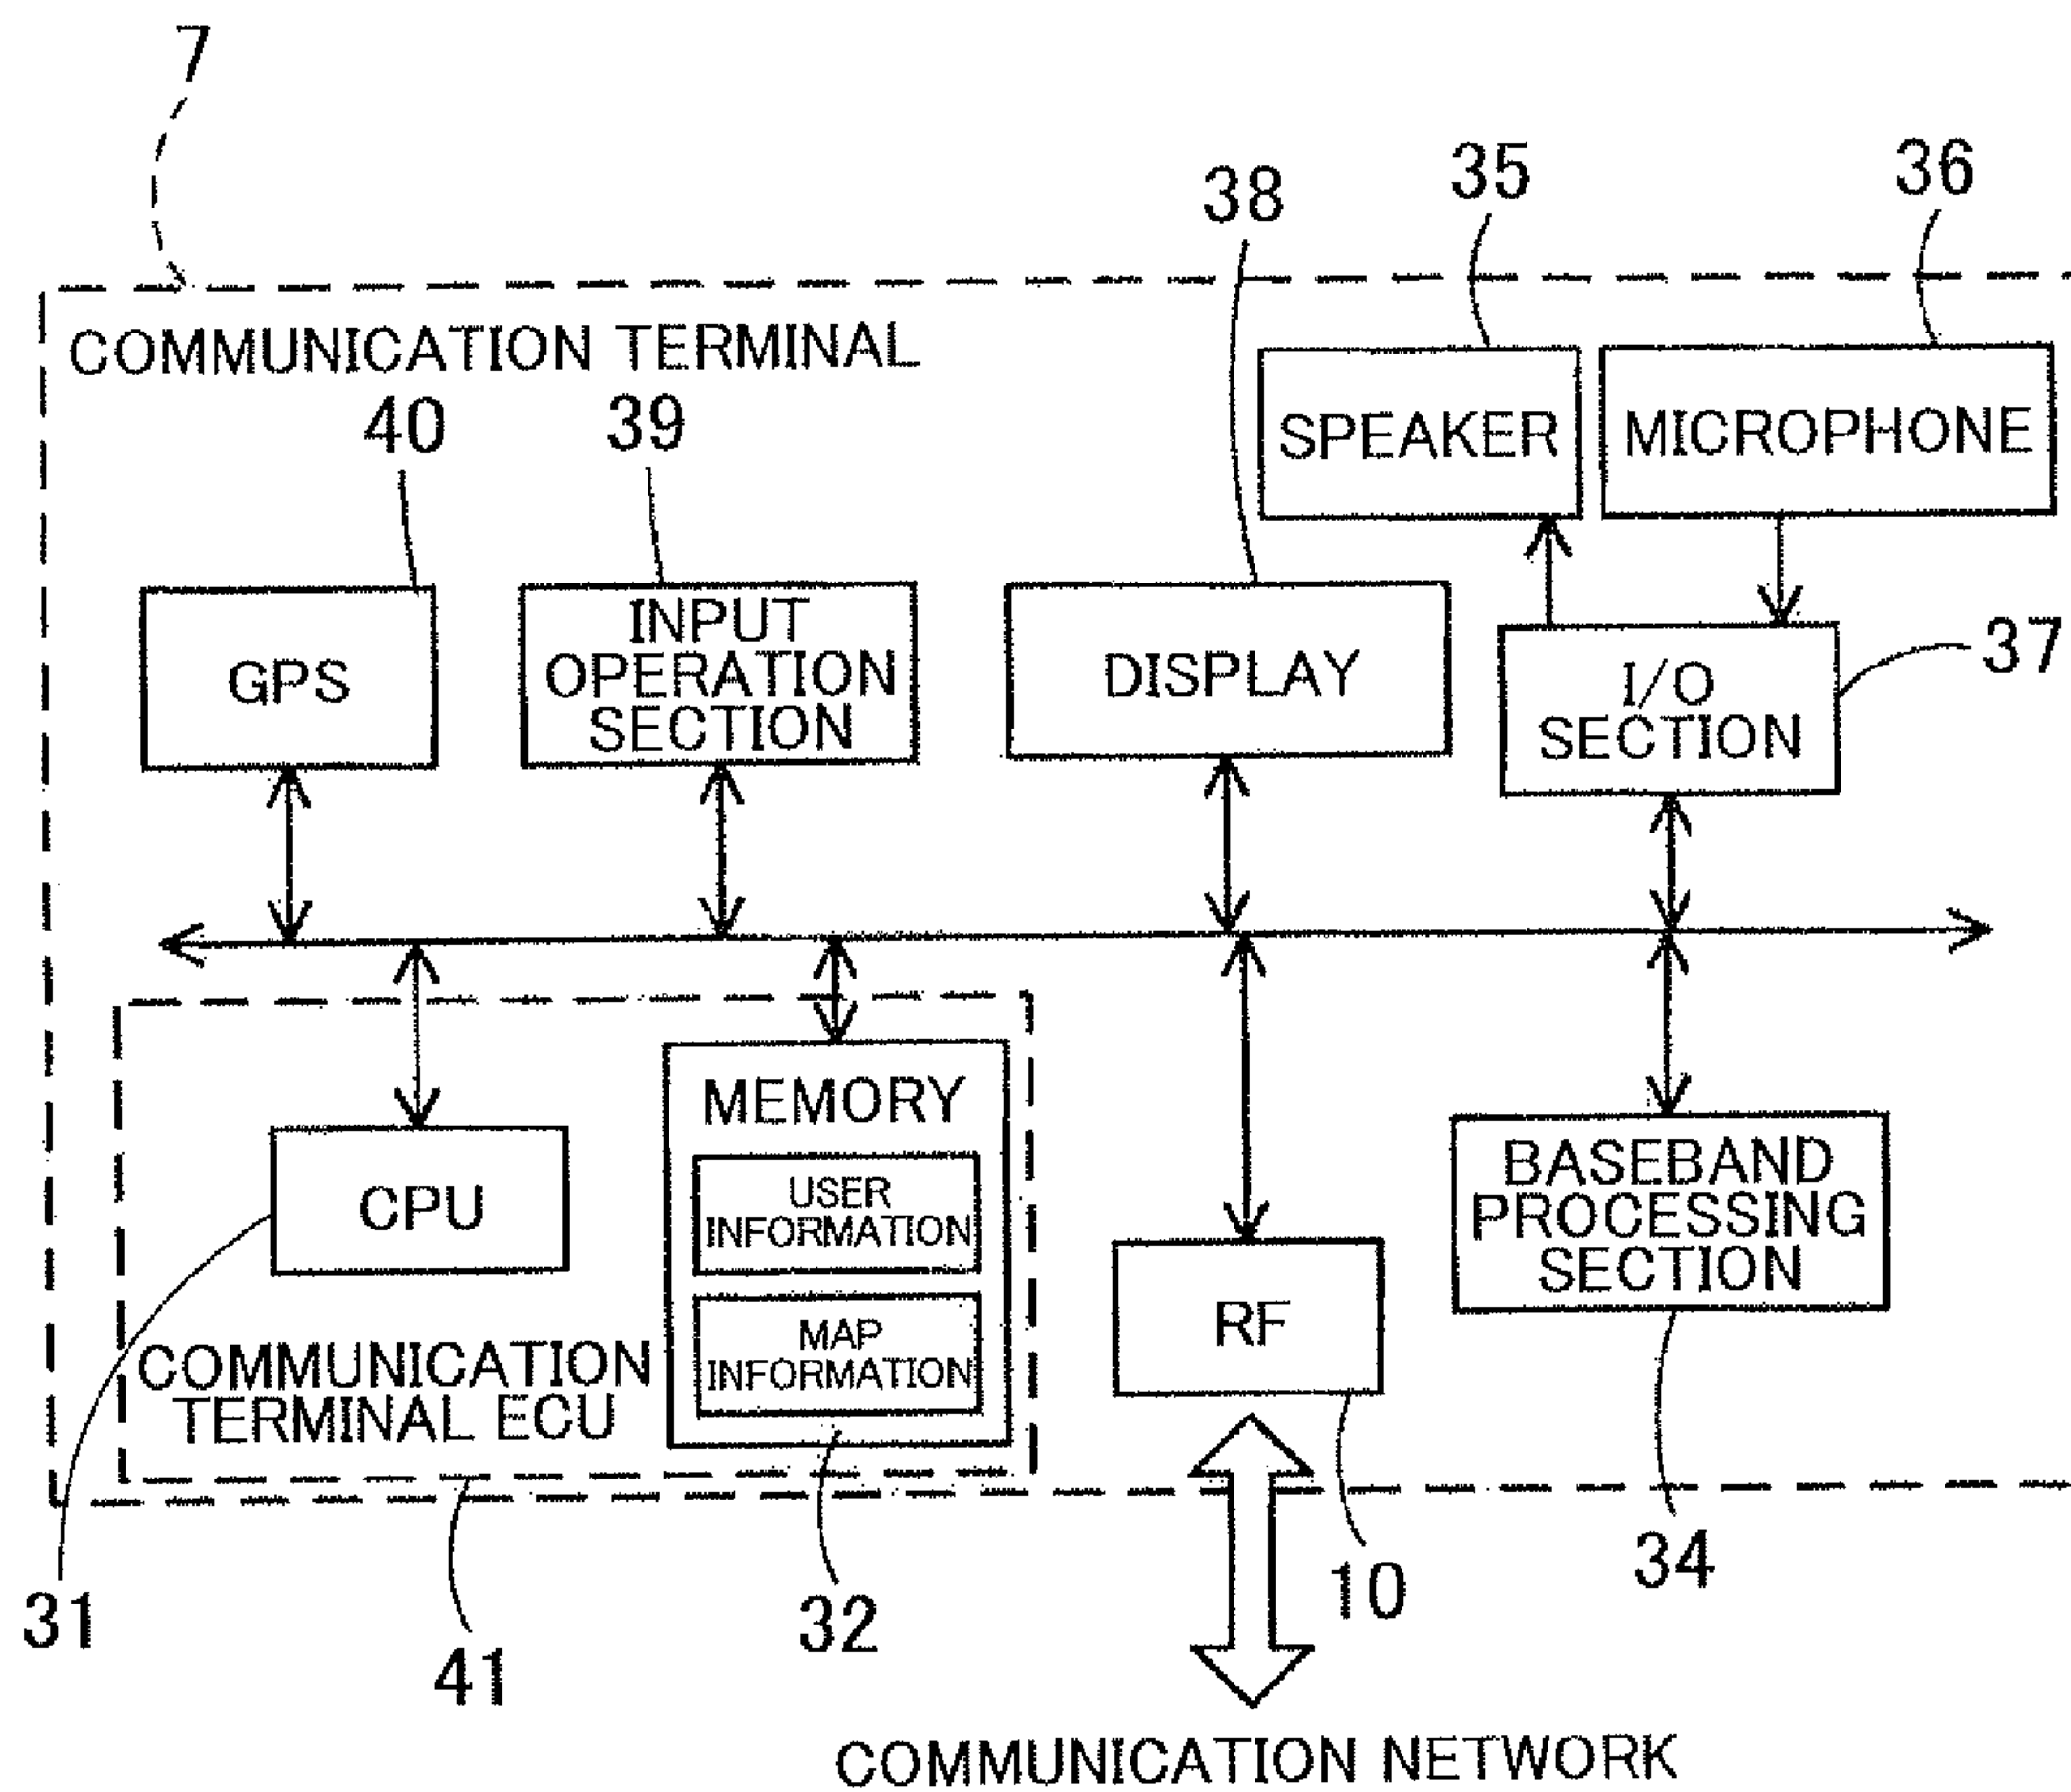 7
35
36
38
COMMUNICATION TERMINAL
40
39
SPEAKER
MICROPHONE
GPS
INPUT
OPERATION
SECTION
DISPLAY
I/O
SECTION
37
CPU
MEMORY
USER
INFORMATION
MAP
INFORMATION
COMMUNICATION
TERMINAL ECU
RF
BASEBAND
PROCESSING
SECTION
31
41
32
10
34
COMMUNICATION NETWORK